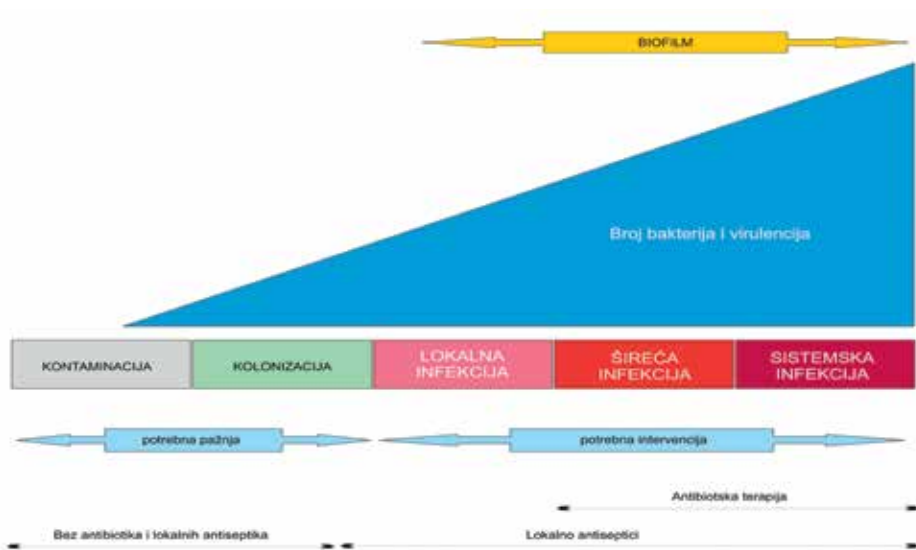 BIOFILM
Broj bakterija i virulencija
KONTAMINACIJA
KOLONIZACIJA
LOKALNA
INFEKCIJA
ŠIREĆA
INFEKCIJA
SISTEMSKA
INFEKCIJA
potrebna pažnja
potrebna intervencija
Antibiotska terapija
Bez antibiotika i lokalnih antiseptika
Lokalno antiseptici